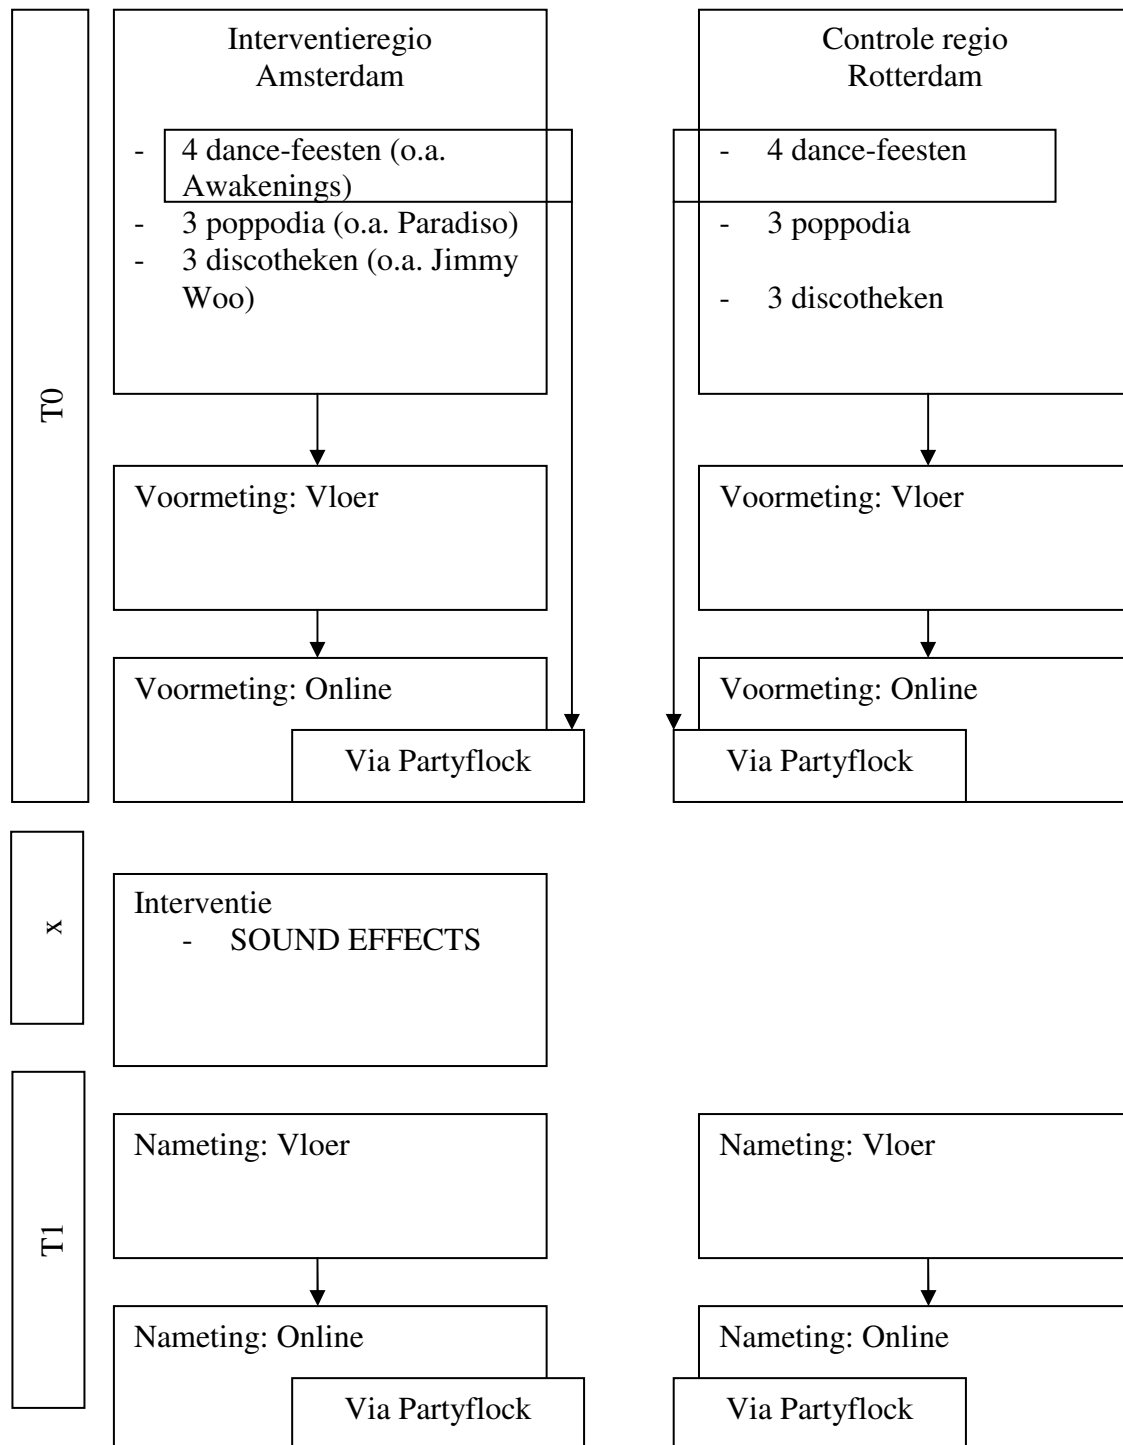 T0
Interventieregio
Amsterdam
- 4 dance-feesten (o.a.
Awakenings)
- 3 poppodia (o.a. Paradiso)
- 3 discotheken (o.a. Jimmy
Woo)
Controle regio
Rotterdam
- 4 dance-feesten
- 3 poppodia
- 3 discotheken
Voormeting: Vloer
Voormeting: Vloer
Voormeting: Online
Via Partyflock
Voormeting: Online
Via Partyflock
x
Interventie
- SOUND EFFECTS
T1
Nameting: Vloer
Nameting: Vloer
Nameting: Online
Via Partyflock
Nameting: Online
Via Partyflock